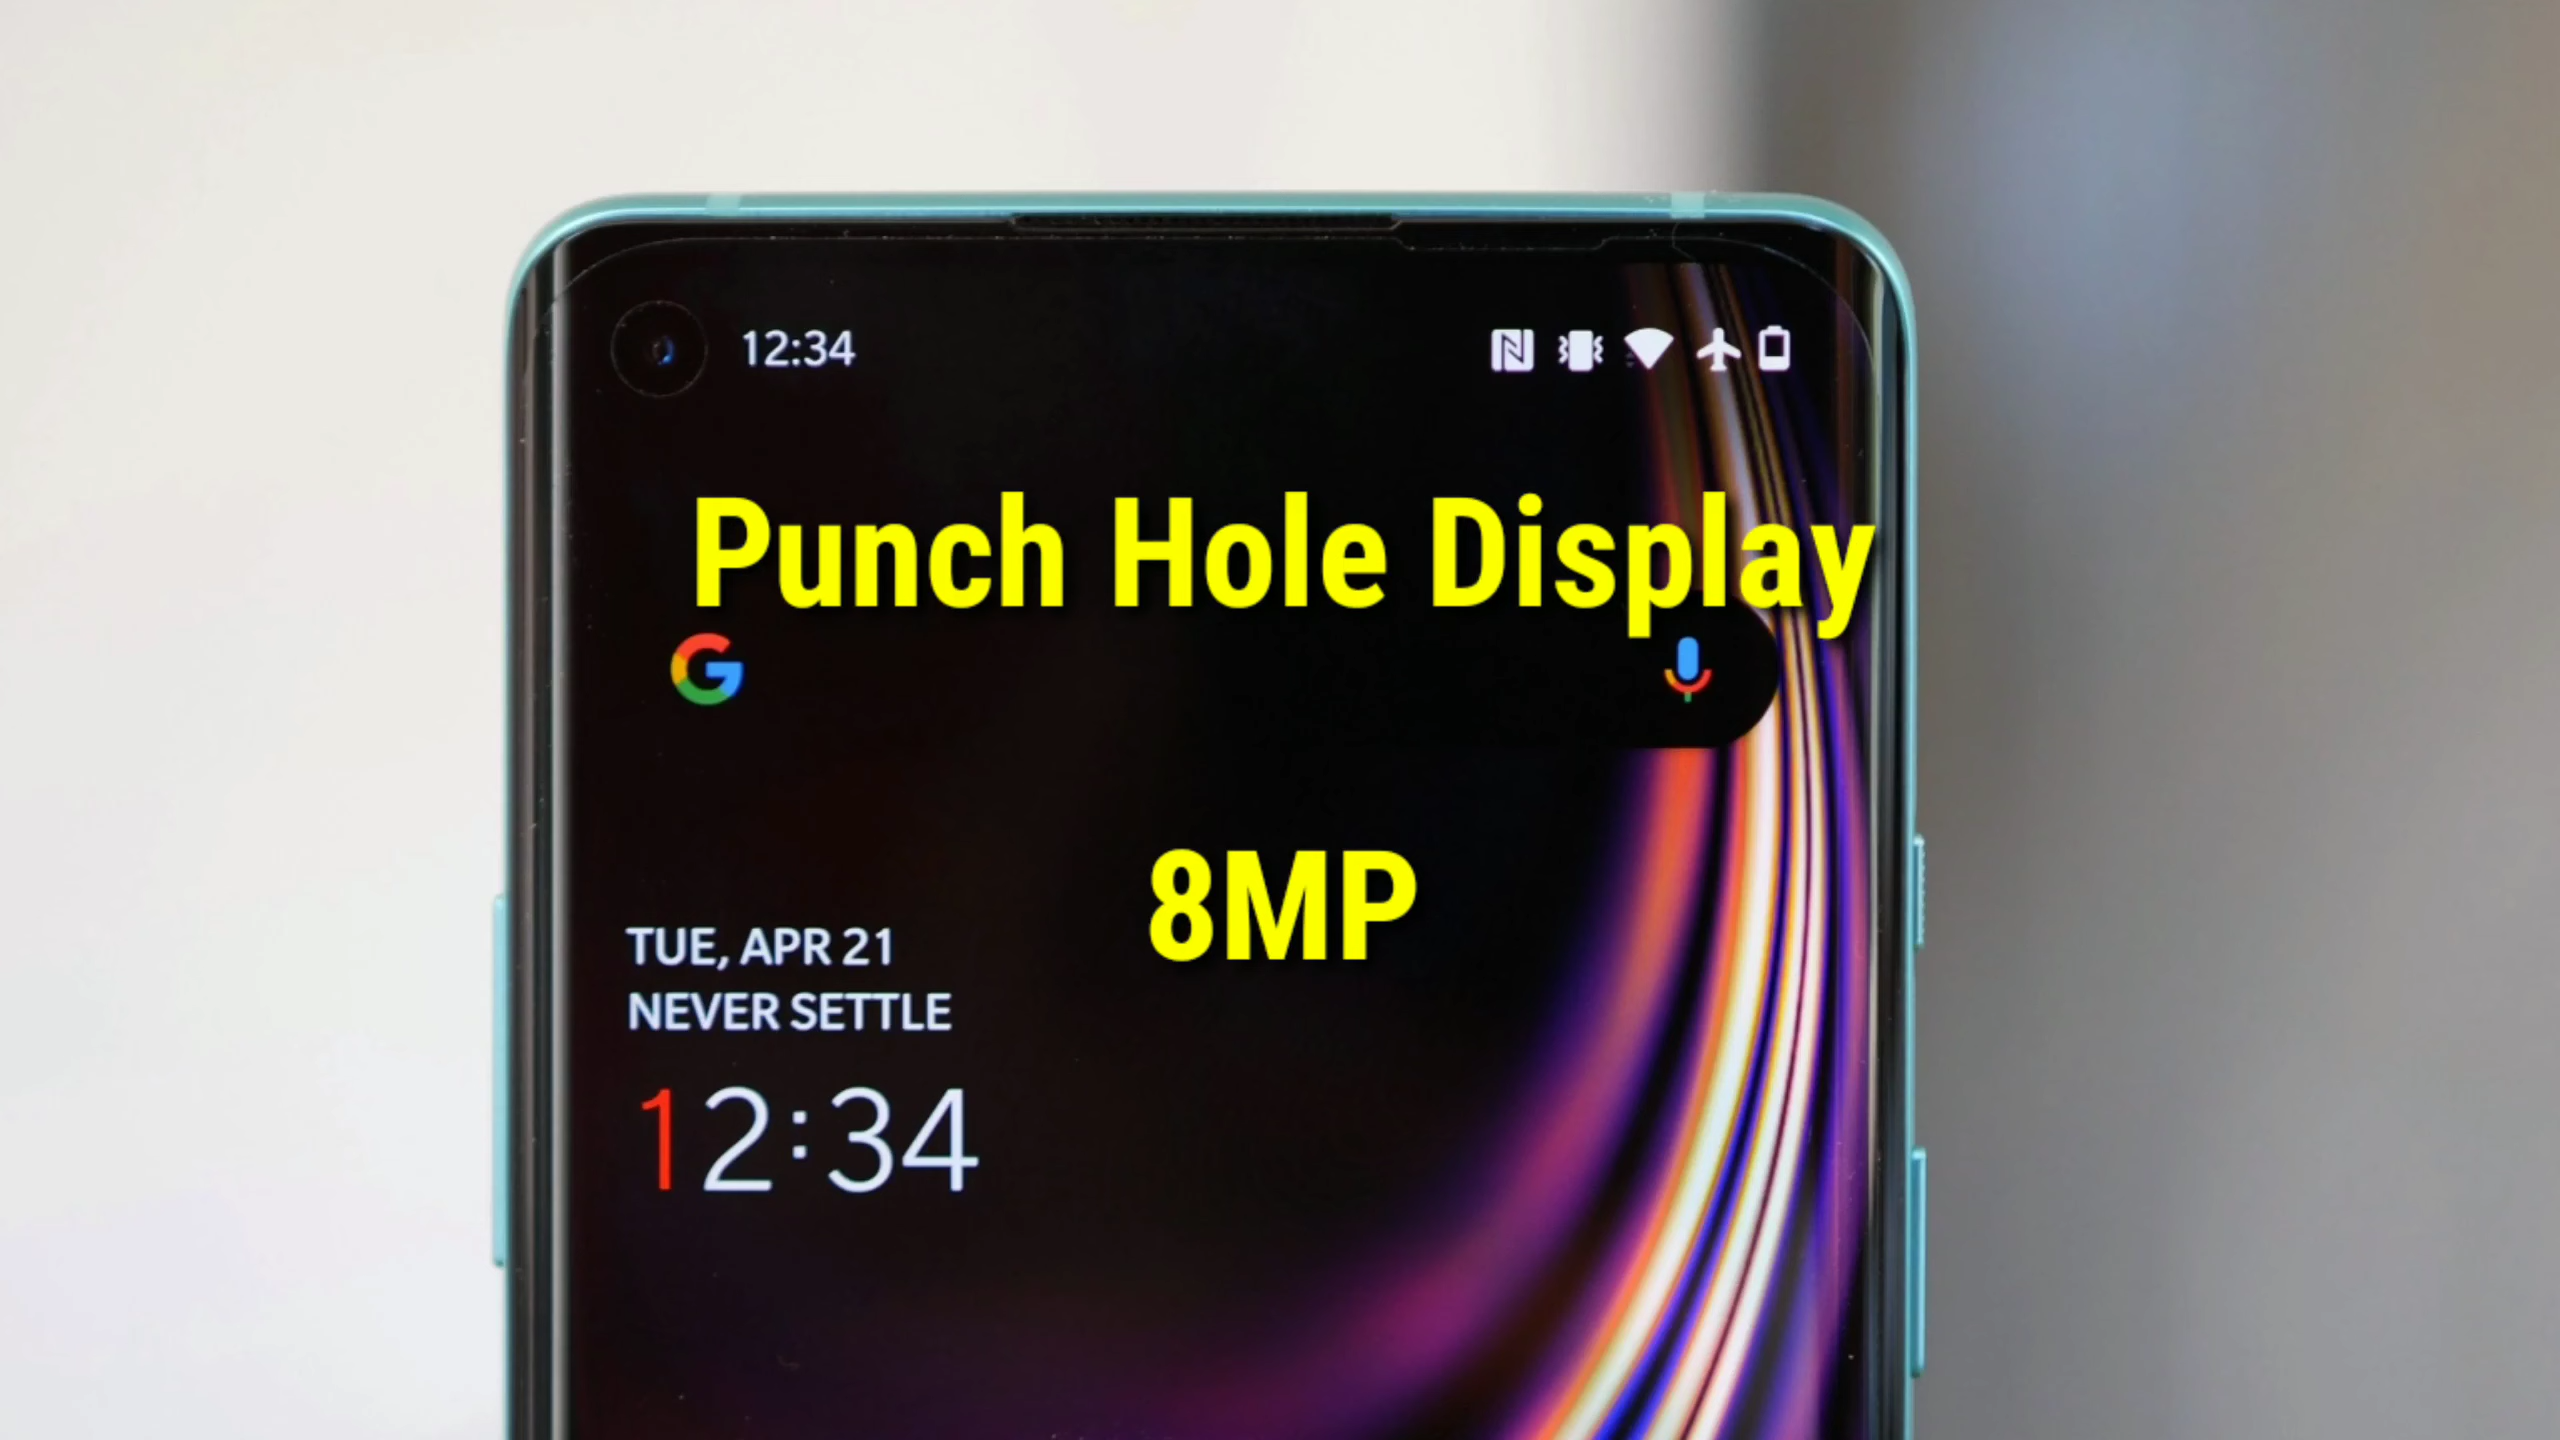 12:34
Punch Hole Display
G
8MP
TUE, APR 21
NEVER SETTLE
12:34